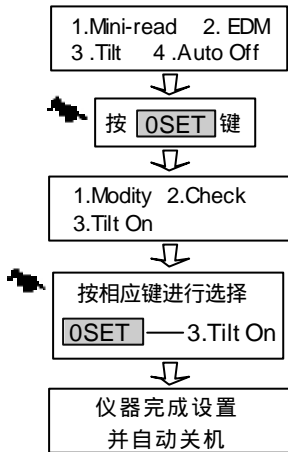 1.Mini-read 2. EDM
3 .Tilt 4 .Auto Off
按 0SET 键
1.Modity 2.Check
3.Tilt On
按相应键进行选择
0SET 3.Tilt On
仪器完成设置
并自动关机